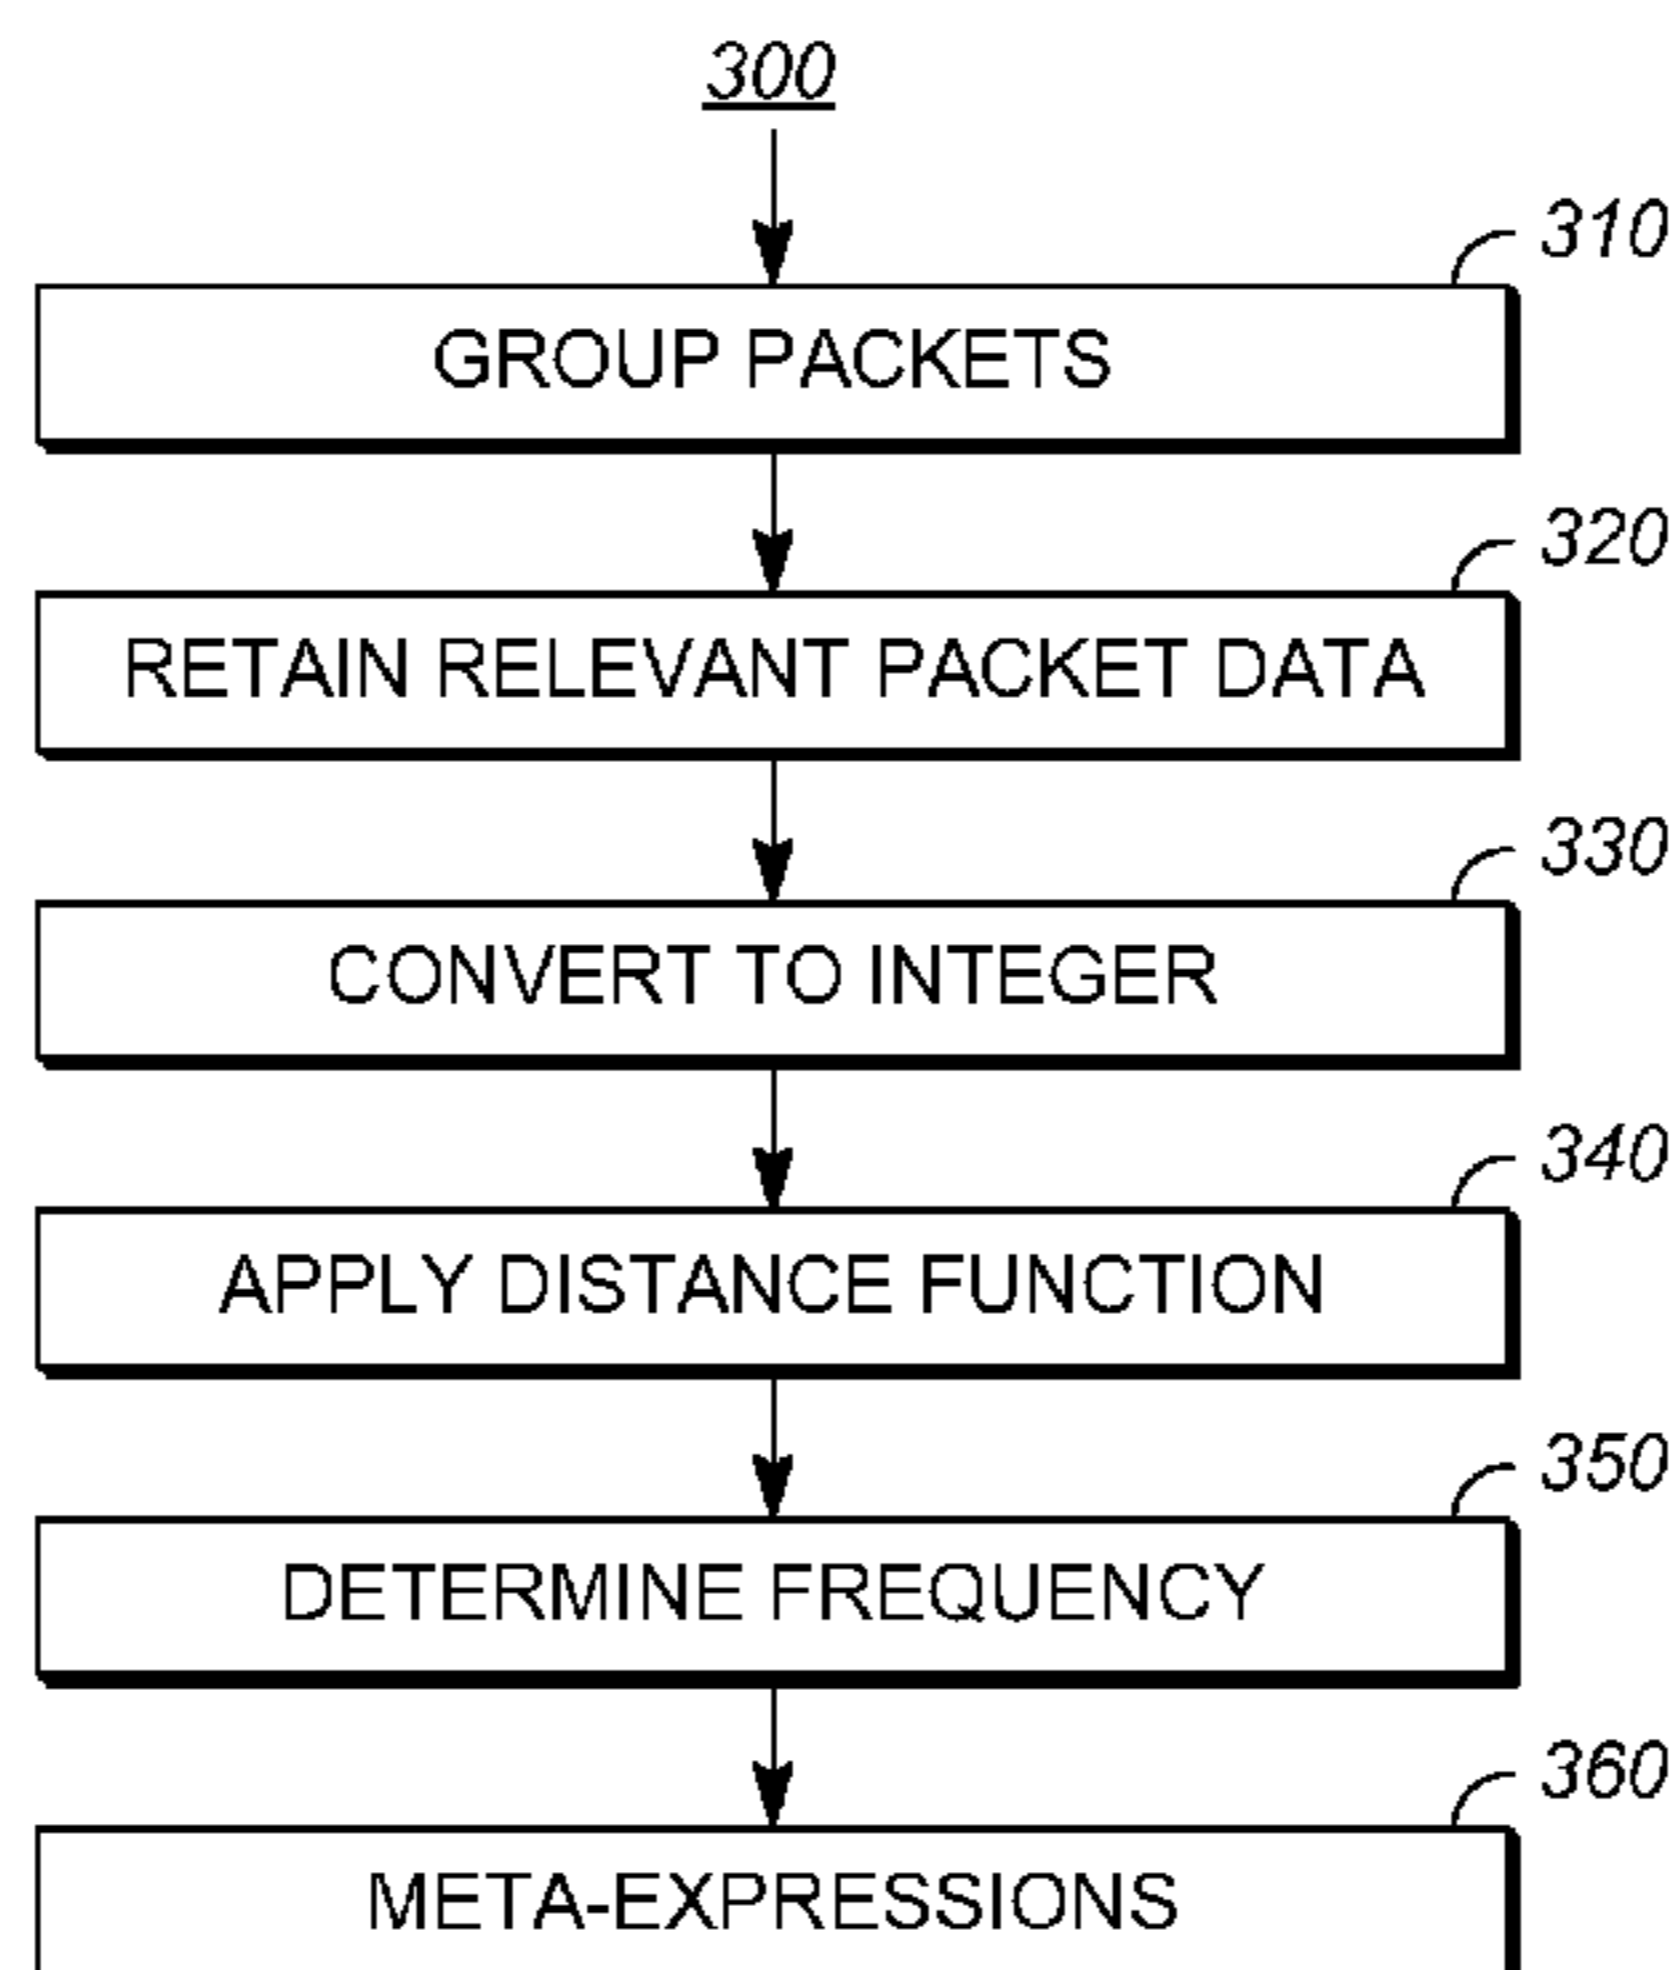 300
310
GROUP PACKETS
320
RETAIN RELEVANT PACKET DATA
330
CONVERT TO INTEGER
340
APPLY DISTANCE FUNCTION
350
DETERMINE FREQUENCY
360
META-EXPRESSIONS